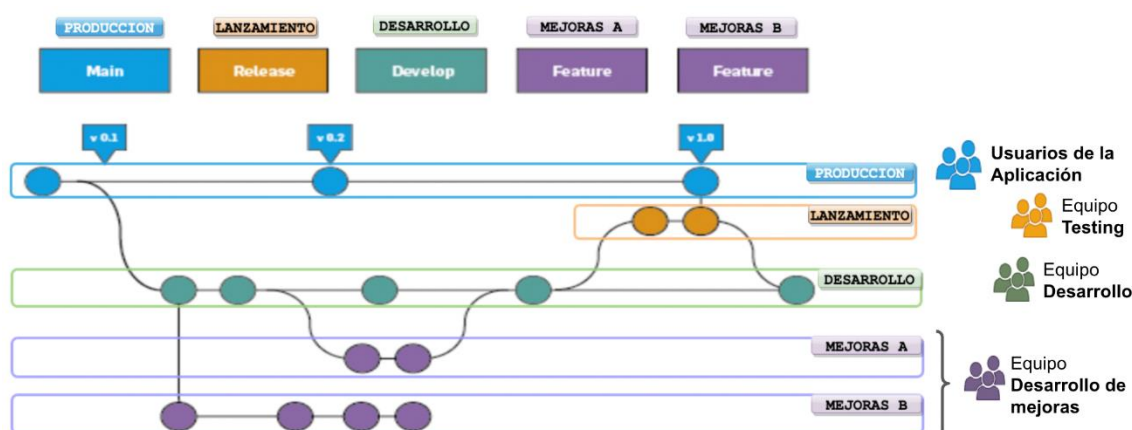 PRODUCCION
LANZAMIENTO
DESARROLLO
MEJORAS A
MEJORAS B
Main
Release
Develop
Feature
Feature
v 0.1
v 0.2
v 1.0
PRODUCCION
Usuarios de la
Aplicación
LANZAMIENTO
Equipo
Testing
DESARROLLO
Equipo
Desarrollo
MEJORAS A
Equipo
Desarrollo de
mejoras
MEJORAS B